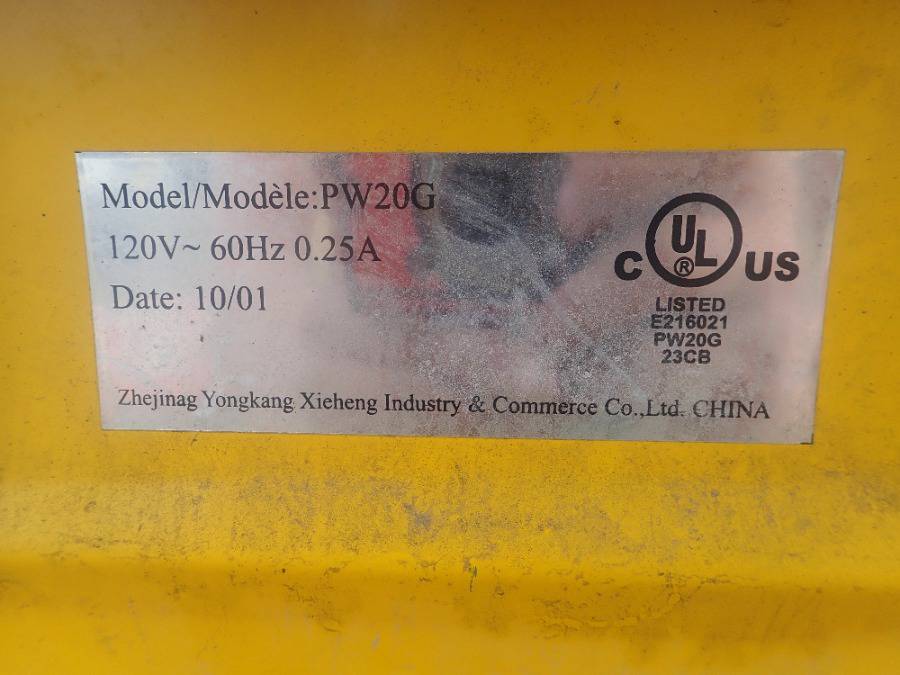 Model/Modèle:PW20G
120V~ 60Hz 0.25A
Date: 10/01
C UL ® US
LISTED
E216021
PW20G
23CB
Zhejinag Yongkang Xieheng Industry & Commerce Co.,Ltd. CHINA